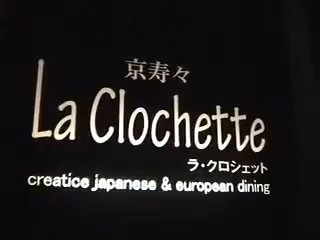 京寿々
La Clochette
ラ・クロシェット
creatice japanese & european dining